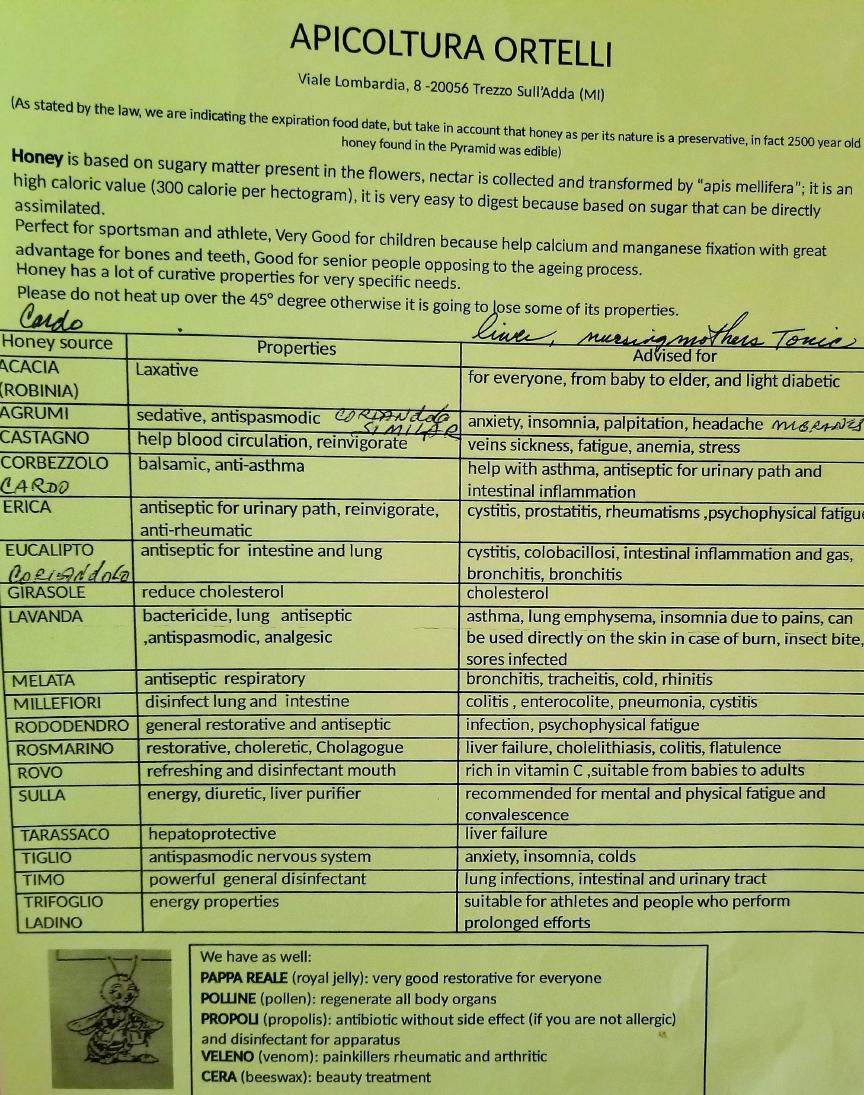 APICOLTURA ORTELLI
Viale Lombardia, 8 -20056 Trezzo Sull'Adda (MI)
(As stated by the law, we are indicating the expiration food date, but take in account that honey as per its nature is a preservative, in fact 2500 year old
honey found in the Pyramid was edible)
Honey is based on sugary matter present in the flowers, nectar is collected and transformed by "apis mellifera"; it is an
high caloric value (300 calorie per hectogram), it is very easy to digest because based on sugar that can be directly
assimilated.
Perfect for sportsman and athlete, Very Good for children because help calcium and manganese fixation with great
advantage for bones and teeth, Good for senior people opposing to the ageing process.
Honey has a lot of curative properties for very specific needs.
Please do not heat up over the 45° degree otherwise it is going to lose some of its properties.
Cardo liver, nursing mothers Tonic
Honey source Properties Advised for
ACACIA Laxative for everyone, from baby to elder, and light diabetic
(ROBINIA)
AGRUMI sedative, antispasmodic CORIANdolo SIMILAR anxiety, insomnia, palpitation, headache
CASTAGNO help blood circulation, reinvigorate veins sickness, fatigue, anemia, stress
CORBEZZOLO balsamic, anti-asthma help with asthma, antiseptic for urinary path and
CARDO intestinal inflammation
ERICA antiseptic for urinary path, reinvigorate, cystitis, prostatitis, rheumatisms ,psychophysical fatigue
anti-rheumatic
EUCALIPTO antiseptic for intestine and lung cystitis, colobacillosi, intestinal inflammation and gas,
CORIANdolo bronchitis, bronchitis
GIRASOLE reduce cholesterol cholesterol
LAVANDA bactericide, lung antiseptic asthma, lung emphysema, insomnia due to pains, can
,antispasmodic, analgesic be used directly on the skin in case of burn, insect bite,
sores infected
MELATA antiseptic respiratory bronchitis, tracheitis, cold, rhinitis
MILLEFIORI disinfect lung and intestine colitis , enterocolite, pneumonia, cystitis
RODODENDRO general restorative and antiseptic infection, psychophysical fatigue
ROSMARINO restorative, choleretic, Cholagogue liver failure, cholelithiasis, colitis, flatulence
ROVO refreshing and disinfectant mouth rich in vitamin C ,suitable from babies to adults
SULLA energy, diuretic, liver purifier recommended for mental and physical fatigue and
convalescence
TARASSACO hepatoprotective liver failure
TIGLIO antispasmodic nervous system anxiety, insomnia, colds
TIMO powerful general disinfectant lung infections, intestinal and urinary tract
TRIFOGLIO energy properties suitable for athletes and people who perform
LADINO prolonged efforts
We have as well:
PAPPA REALE (royal jelly): very good restorative for everyone
POLLINE (pollen): regenerate all body organs
PROPOLI (propolis): antibiotic without side effect (if you are not allergic)
and disinfectant for apparatus
VELENO (venom): painkillers rheumatic and arthritic
CERA (beeswax): beauty treatment